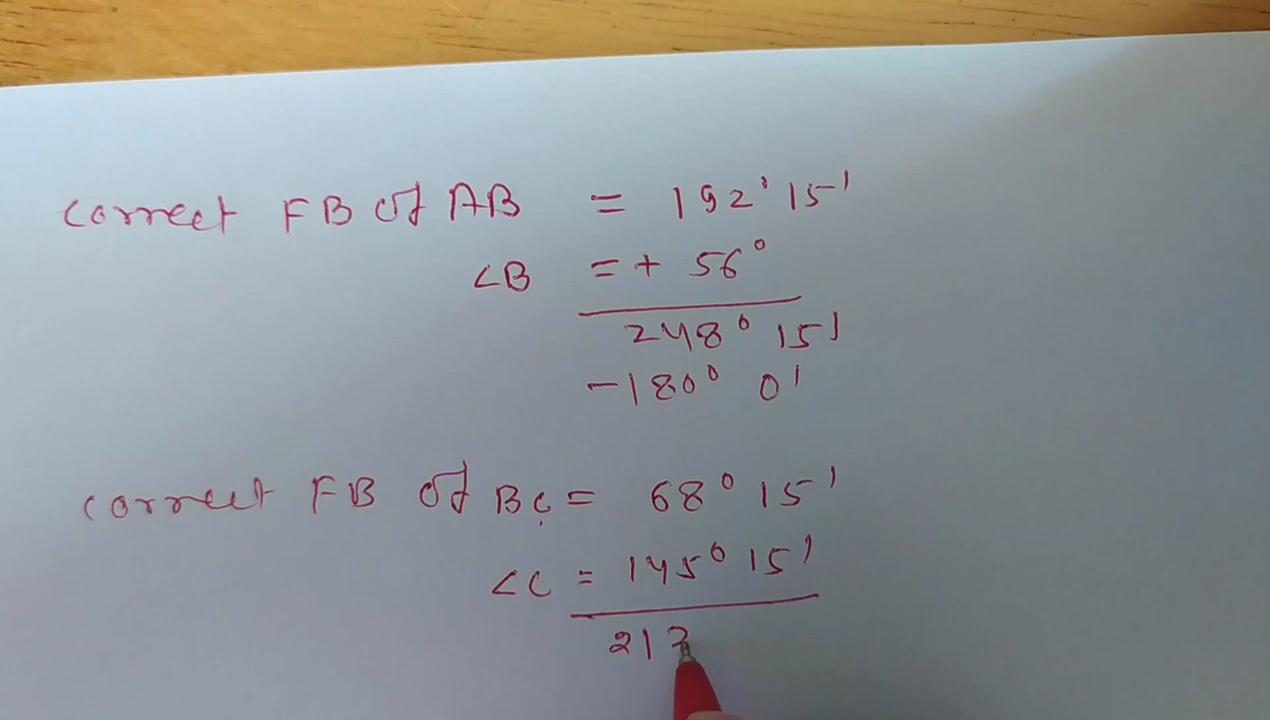 correct FB of AB = 192° 15'
∠B = + 56°
248° 15'
-180° 0'
correct FB of BC = 68° 15'
∠C = 145° 15'
213